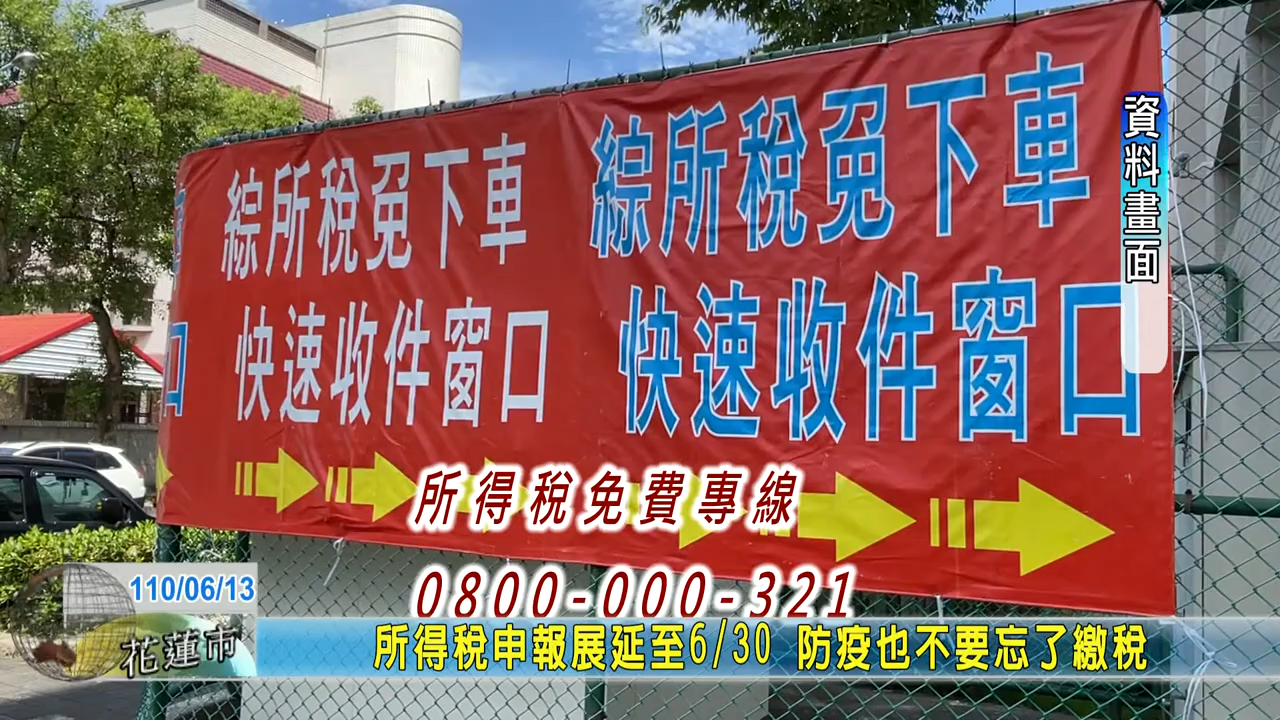 綜所稅免下車
綜所稅免下車
快速收件窗口
快速收件窗口
口
資料畫面
所得稅免費專線
0800-000-321
110/06/13
花蓮市
所得稅申報展延至6/30 防疫也不要忘了繳稅